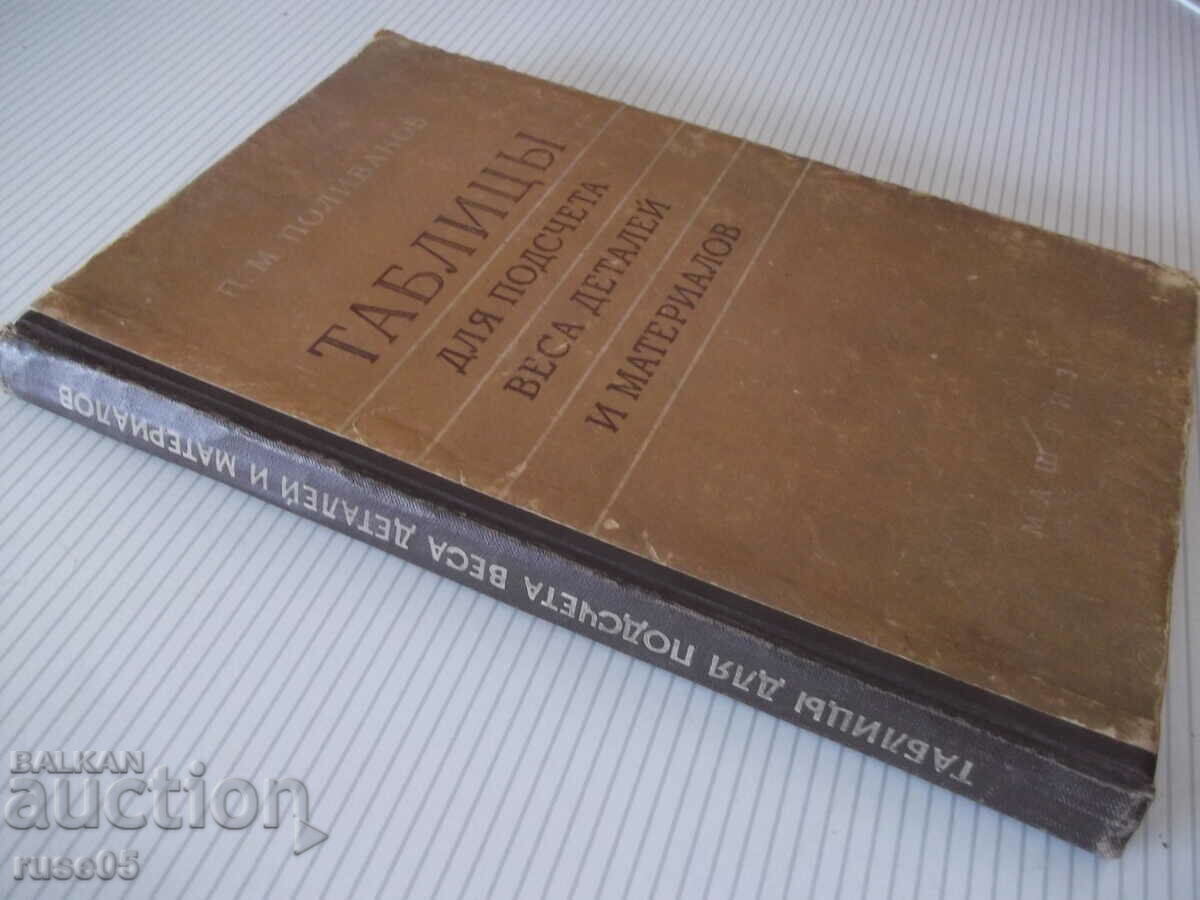 П. М. ПОЛИВАНОВ
ТАБЛИЦЫ
ДЛЯ ПОДСЧЕТА
ВЕСА ДЕТАЛЕЙ
И МАТЕРИАЛОВ
М А Ш Г И З
ТАБЛИЦЫ ДЛЯ ПОДСЧЕТА ВЕСА ДЕТАЛЕЙ И МАТЕРИАЛОВ
BALKAN
auction
ruse05